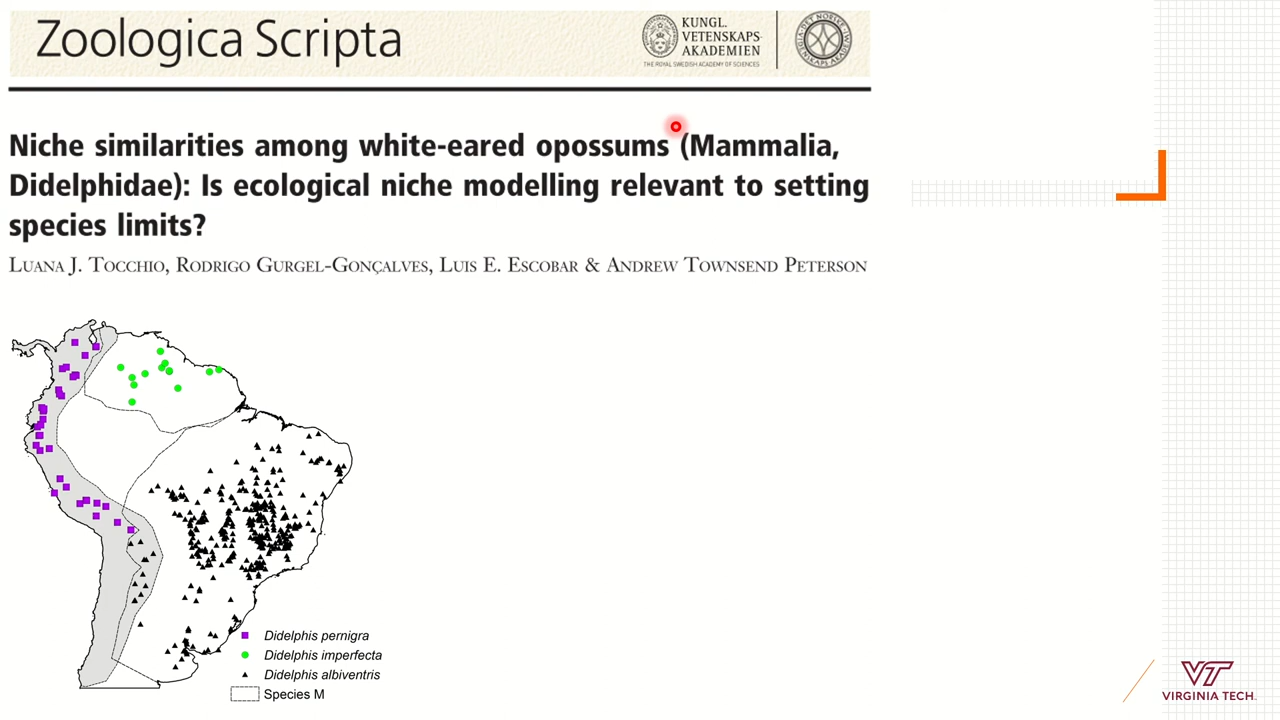 Zoologica Scripta
KUNGL.
VETENSKAPS-
AKADEMIEN
THE ROYAL SWEDISH ACADEMY OF SCIENCES
Niche similarities among white-eared opossums (Mammalia,
Didelphidae): Is ecological niche modelling relevant to setting
species limits?
LUANA J. TOCCHIO, RODRIGO GURGEL-GONÇALVES, LUIS E. ESCOBAR & ANDREW TOWNSEND PETERSON
Didelphis pernigra
Didelphis imperfecta
Didelphis albiventris
Species M
VT
VIRGINIA TECH